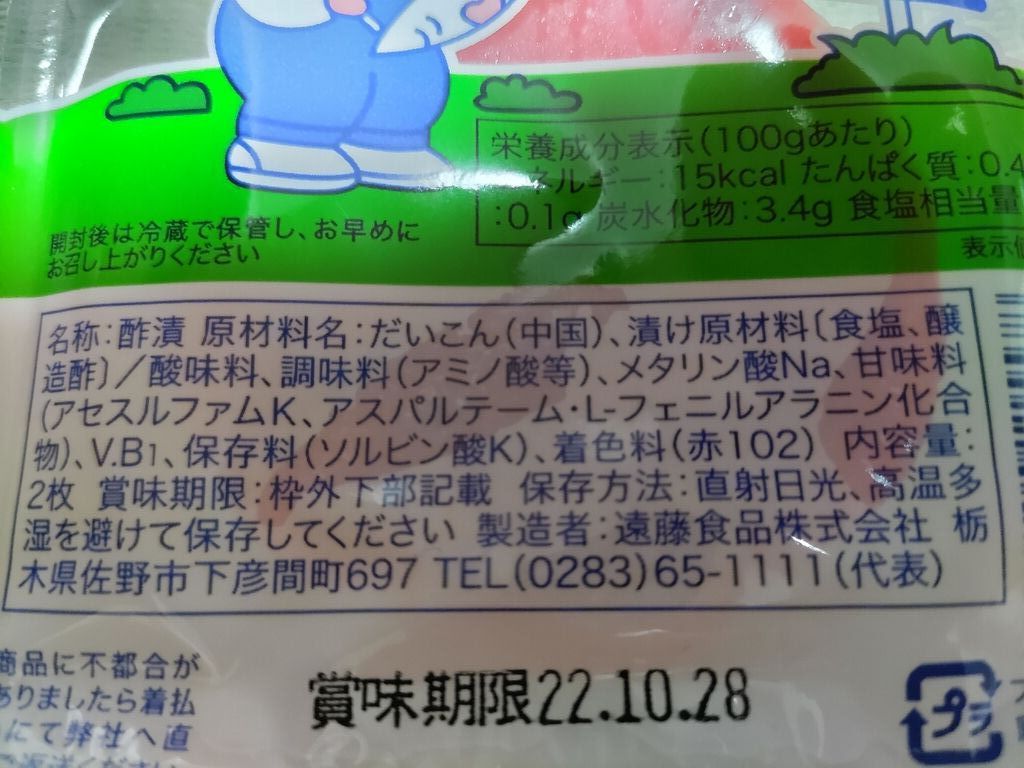 栄養成分表示(100gあたり)
ネルギー:15kcal たんぱく質:0.4
:0.1g 炭水化物:3.4g 食塩相当量
表示
開封後は冷蔵で保管し、お早めに
お召し上がりください
名称:酢漬 原材料名:だいこん(中国)、漬け原材料〔食塩、醸
造酢〕/酸味料、調味料(アミノ酸等)、メタリン酸Na、甘味料
(アセスルファムK、アスパルテーム・L-フェニルアラニン化合
物)、V.B1、保存料(ソルビン酸K)、着色料(赤102) 内容量:
2枚 賞味期限:枠外下部記載 保存方法:直射日光、高温多
湿を避けて保存してください 製造者:遠藤食品株式会社 栃
木県佐野市下彦間町697 TEL(0283)65-1111(代表)
商品に不都合が
ありましたら着払
にて弊社へ直
賞味期限22.10.28
プラ